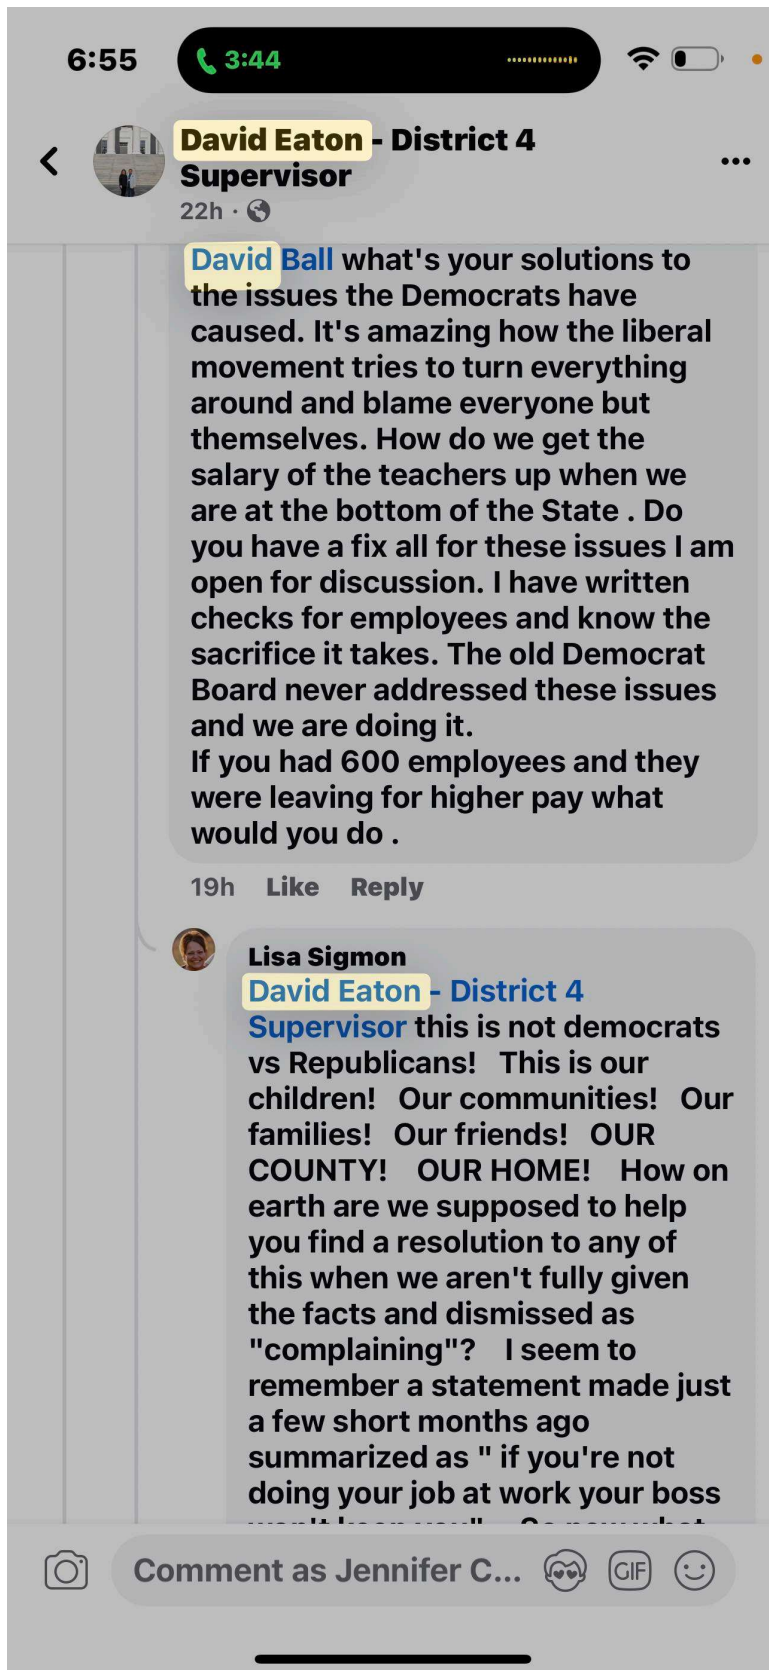 6:55
3:44
David Eaton - District 4
Supervisor
22h ·
David Ball what's your solutions to
the issues the Democrats have
caused. It's amazing how the liberal
movement tries to turn everything
around and blame everyone but
themselves. How do we get the
salary of the teachers up when we
are at the bottom of the State . Do
you have a fix all for these issues I am
open for discussion. I have written
checks for employees and know the
sacrifice it takes. The old Democrat
Board never addressed these issues
and we are doing it.
If you had 600 employees and they
were leaving for higher pay what
would you do .
19h Like Reply
Lisa Sigmon
David Eaton - District 4
Supervisor this is not democrats
vs Republicans! This is our
children! Our communities! Our
families! Our friends! OUR
COUNTY! OUR HOME! How on
earth are we supposed to help
you find a resolution to any of
this when we aren't fully given
the facts and dismissed as
"complaining"? I seem to
remember a statement made just
a few short months ago
summarized as " if you're not
doing your job at work your boss
Comment as Jennifer C...
GIF